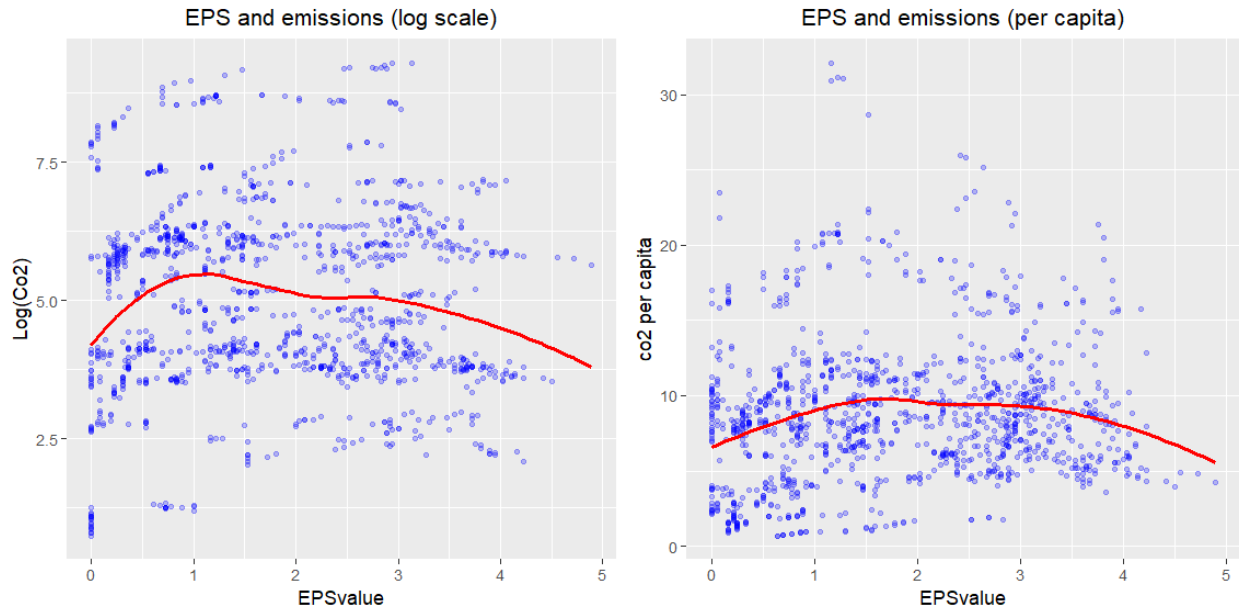 EPS and emissions (log scale)
Log(Co2)
7.5
5.0
2.5
0 1 2 3 4 5
EPSvalue
EPS and emissions (per capita)
co2 per capita
30
20
10
0
0 1 2 3 4 5
EPSvalue